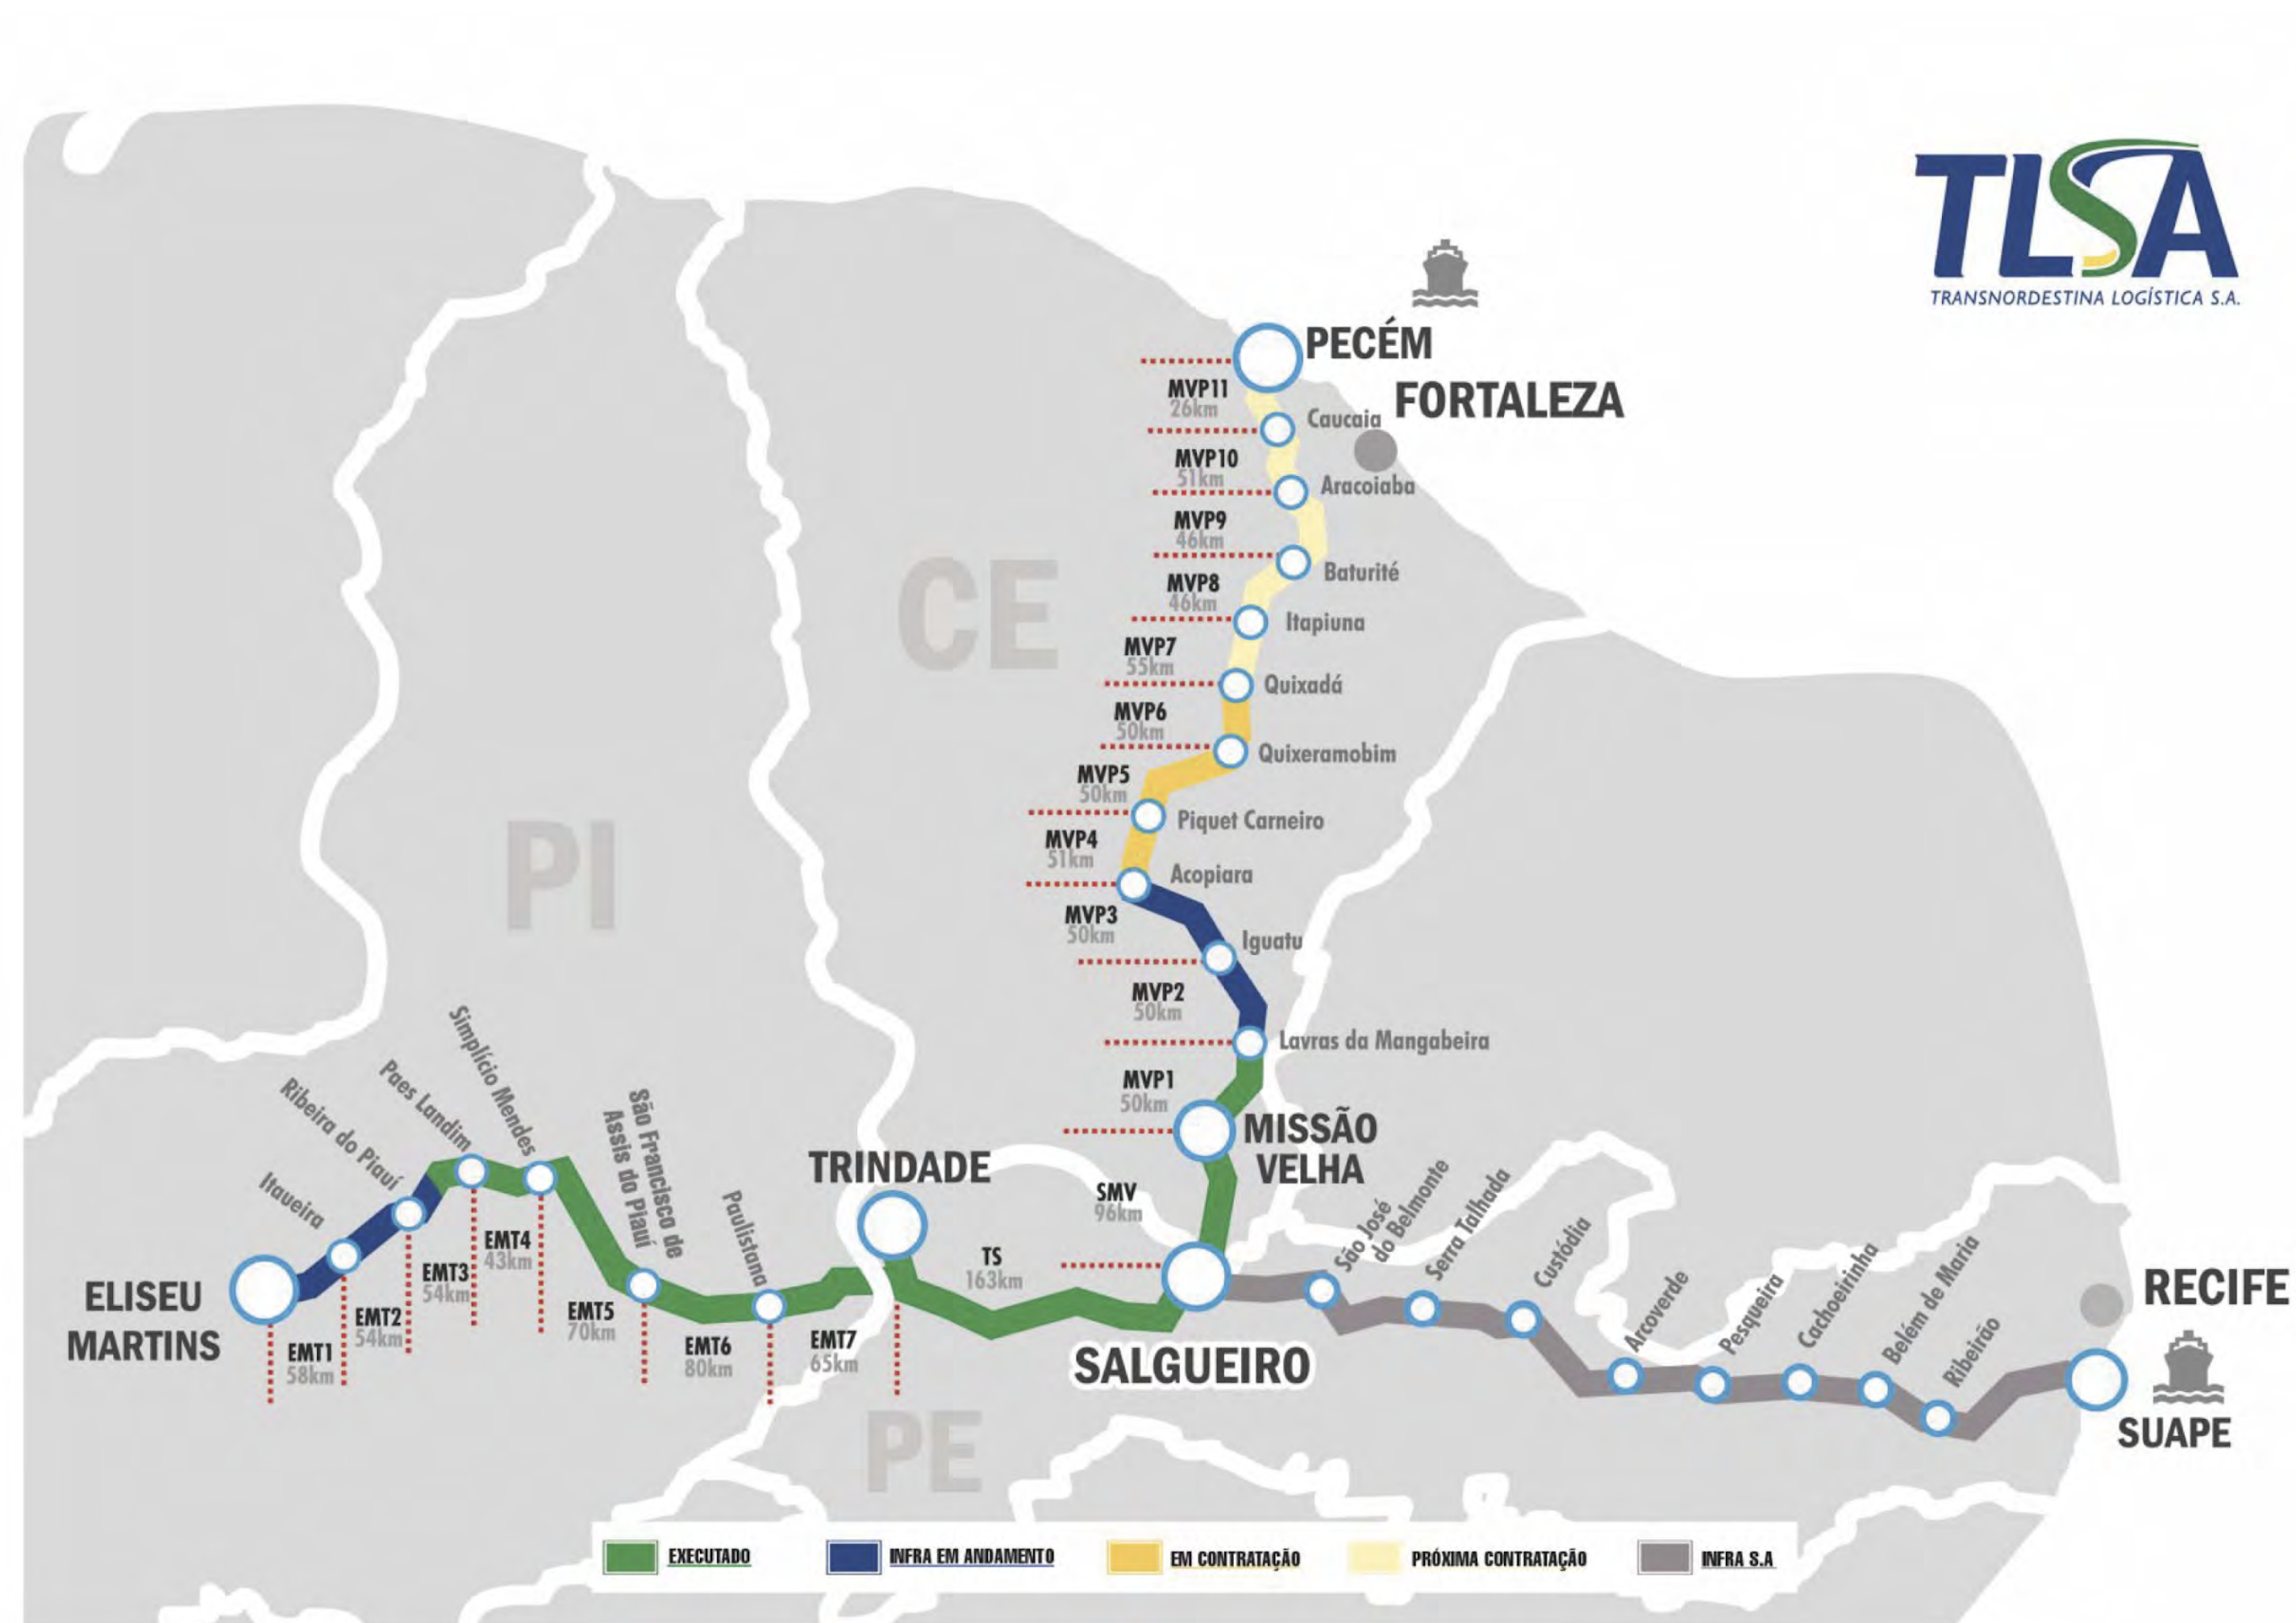 TLSA
TRANSNORDESTINA LOGÍSTICA S.A.
PECÉM
FORTALEZA
MVP11
26km
Caucaia
MVP10
51km
Aracoiaba
MVP9
46km
Baturité
MVP8
46km
Itapiuna
MVP7
55km
Quixadá
MVP6
50km
Quixeramobim
MVP5
50km
Piquet Carneiro
MVP4
51km
Acopiara
MVP3
50km
Iguatu
MVP2
50km
Lavras da Mangabeira
MVP1
50km
MISSÃO
VELHA
SMV
96km
CE
PI
PE
ELISEU
MARTINS
Itaueira
Ribeira do Piauí
Paes Landim
Simplício Mendes
São Francisco de
Assis do Piauí
Paulistana
TRINDADE
EMT1
58km
EMT2
54km
EMT3
54km
EMT4
43km
EMT5
70km
EMT6
80km
EMT7
65km
TS
163km
SALGUEIRO
São José
do Belmonte
Serra Talhada
Custódia
Arcoverde
Pesqueira
Cachoeirinha
Belém de Maria
Ribeirão
RECIFE
SUAPE
EXECUTADO
INFRA EM ANDAMENTO
EM CONTRATAÇÃO
PRÓXIMA CONTRATAÇÃO
INFRA S.A